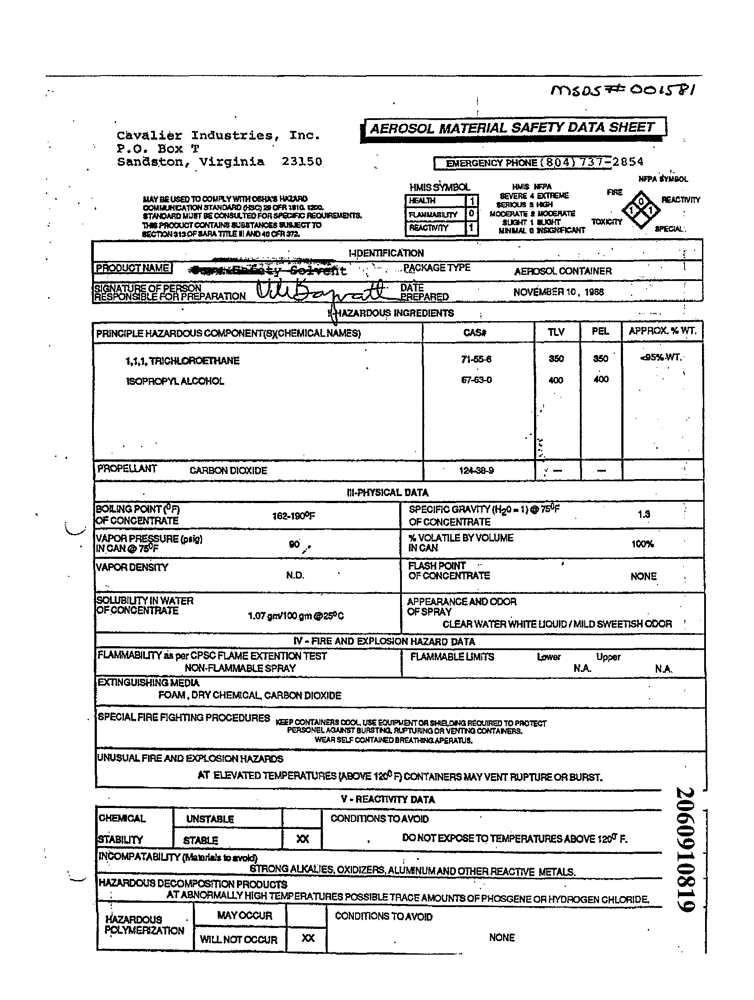 MSDS # 001581
Cavalier Industries, Inc.
P.O. Box T
Sandston, Virginia 23150
AEROSOL MATERIAL SAFETY DATA SHEET
EMERGENCY PHONE (804) 737-2854
MAY BE USED TO COMPLY WITH OSHA'S HAZARD
COMMUNICATION STANDARD (HSC) 29 CFR 1910. 1200.
STANDARD MUST BE CONSULTED FOR SPECIFIC REQUIREMENTS.
THIS PRODUCT CONTAINS SUBSTANCES SUBJECT TO
SECTION 313 OF SARA TITLE III AND 40 CFR 372.
HMIS SYMBOL
HEALTH 1
FLAMMABILITY 0
REACTIVITY 1
HMIS NFPA
SEVERE 4 EXTREME
SERIOUS 3 HIGH
MODERATE 2 MODERATE
SLIGHT 1 SLIGHT
MINIMAL 0 INSIGNIFICANT
NFPA SYMBOL
FIRE
REACTIVITY
TOXICITY
SPECIAL
0
1 1
I-IDENTIFICATION
PRODUCT NAME Safety Solvent PACKAGE TYPE AEROSOL CONTAINER
SIGNATURE OF PERSON
RESPONSIBLE FOR PREPARATION DATE
PREPARED NOVEMBER 10, 1988
II HAZARDOUS INGREDIENTS
PRINCIPLE HAZARDOUS COMPONENT(S)(CHEMICAL NAMES) CAS# TLV PEL APPROX. % WT.
1,1,1, TRICHLOROETHANE 71-55-6 350 350 <95% WT.
ISOPROPYL ALCOHOL 67-63-0 400 400
PROPELLANT CARBON DIOXIDE 124-38-9 — —
III-PHYSICAL DATA
BOILING POINT (⁰F)
OF CONCENTRATE 162-190⁰F
SPECIFIC GRAVITY (H₂0 = 1) @ 75⁰F
OF CONCENTRATE 1.3
VAPOR PRESSURE (psig)
IN CAN @ 75⁰F 90
% VOLATILE BY VOLUME
IN CAN 100%
VAPOR DENSITY N.D.
FLASH POINT
OF CONCENTRATE NONE
SOLUBILITY IN WATER
OF CONCENTRATE 1.07 gm/100 gm @25⁰C
APPEARANCE AND ODOR
OF SPRAY
CLEAR WATER WHITE LIQUID / MILD SWEETISH ODOR
IV - FIRE AND EXPLOSION HAZARD DATA
FLAMMABILITY as per CPSC FLAME EXTENTION TEST
NON-FLAMMABLE SPRAY
FLAMMABLE LIMITS Lower Upper
N.A. N.A.
EXTINGUISHING MEDIA
FOAM, DRY CHEMICAL, CARBON DIOXIDE
SPECIAL FIRE FIGHTING PROCEDURES KEEP CONTAINERS COOL, USE EQUIPMENT OR SHIELDING REQUIRED TO PROTECT
PERSONEL AGAINST BURSTING, RUPTURING OR VENTING CONTAINERS.
WEAR SELF CONTAINED BREATHING APERATUS.
UNUSUAL FIRE AND EXPLOSION HAZARDS
AT ELEVATED TEMPERATURES (ABOVE 120⁰ F) CONTAINERS MAY VENT RUPTURE OR BURST.
V - REACTIVITY DATA
CHEMICAL UNSTABLE CONDITIONS TO AVOID
STABILITY STABLE XX DO NOT EXPOSE TO TEMPERATURES ABOVE 120⁰ F.
INCOMPATABILITY (Materials to avoid)
STRONG ALKALIES, OXIDIZERS, ALUMINUM AND OTHER REACTIVE METALS.
HAZARDOUS DECOMPOSITION PRODUCTS
AT ABNORMALLY HIGH TEMPERATURES POSSIBLE TRACE AMOUNTS OF PHOSGENE OR HYDROGEN CHLORIDE.
HAZARDOUS
POLYMERIZATION
MAY OCCUR CONDITIONS TO AVOID
WILL NOT OCCUR XX NONE
2060910819